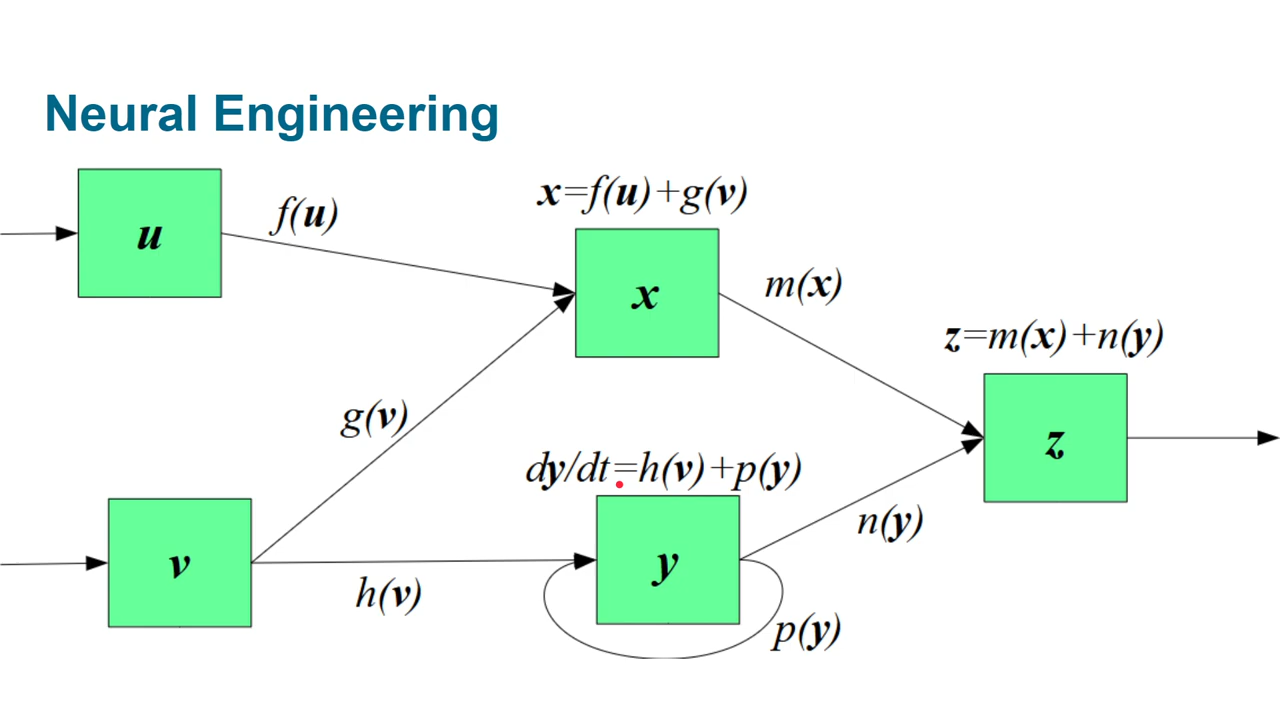 Neural Engineering
u
f(u)
x=f(u)+g(v)
x
m(x)
z=m(x)+n(y)
z
g(v)
dy/dt=h(v)+p(y)
n(y)
v
h(v)
y
p(y)